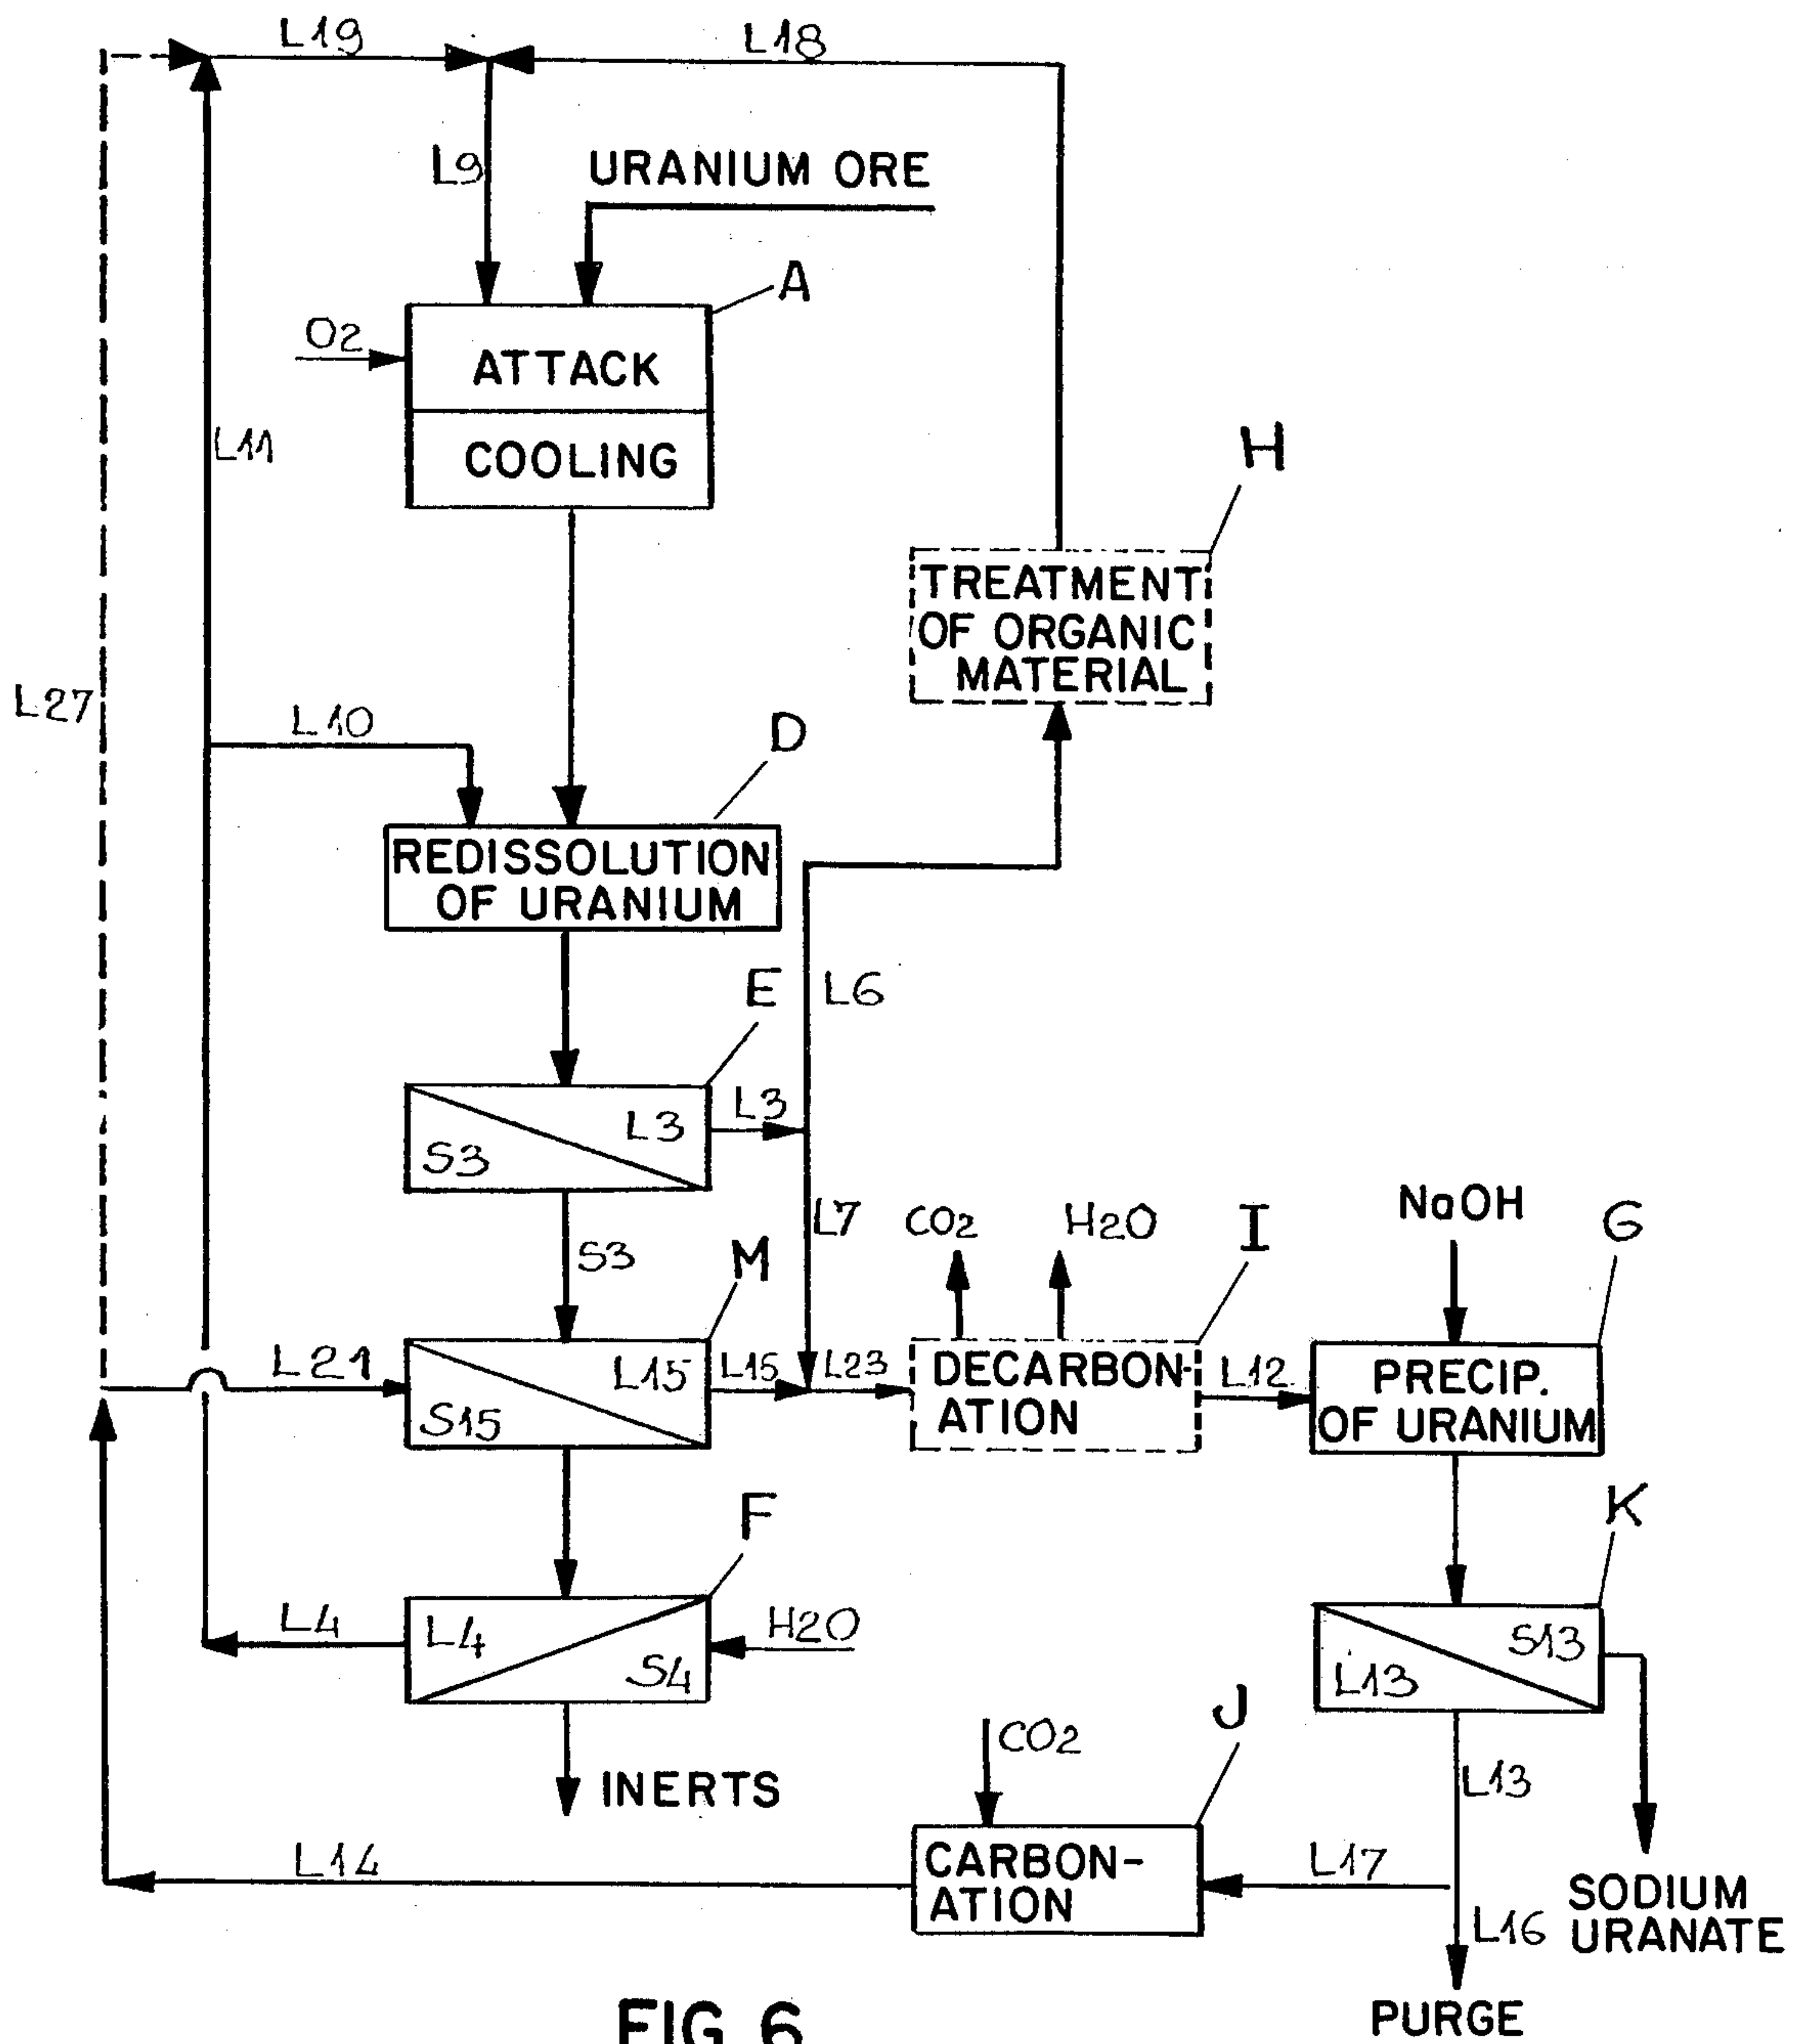 L19
L18
L9
URANIUM ORE
A
O2
ATTACK
COOLING
L11
H
TREATMENT
OF ORGANIC
MATERIAL
L27
L10
D
REDISSOLUTION
OF URANIUM
L6
E
L3
L3
S3
L7
S3
M
CO2
H2O
I
NaOH
G
L21
L15
S15
L15
L23
DECARBON-
ATION
L12
PRECIP.
OF URANIUM
F
K
L4
L4
S4
H2O
S13
L13
INERTS
CO2
J
L13
L14
CARBON-
ATION
L17
L16
SODIUM
URANATE
PURGE
FIG. 6